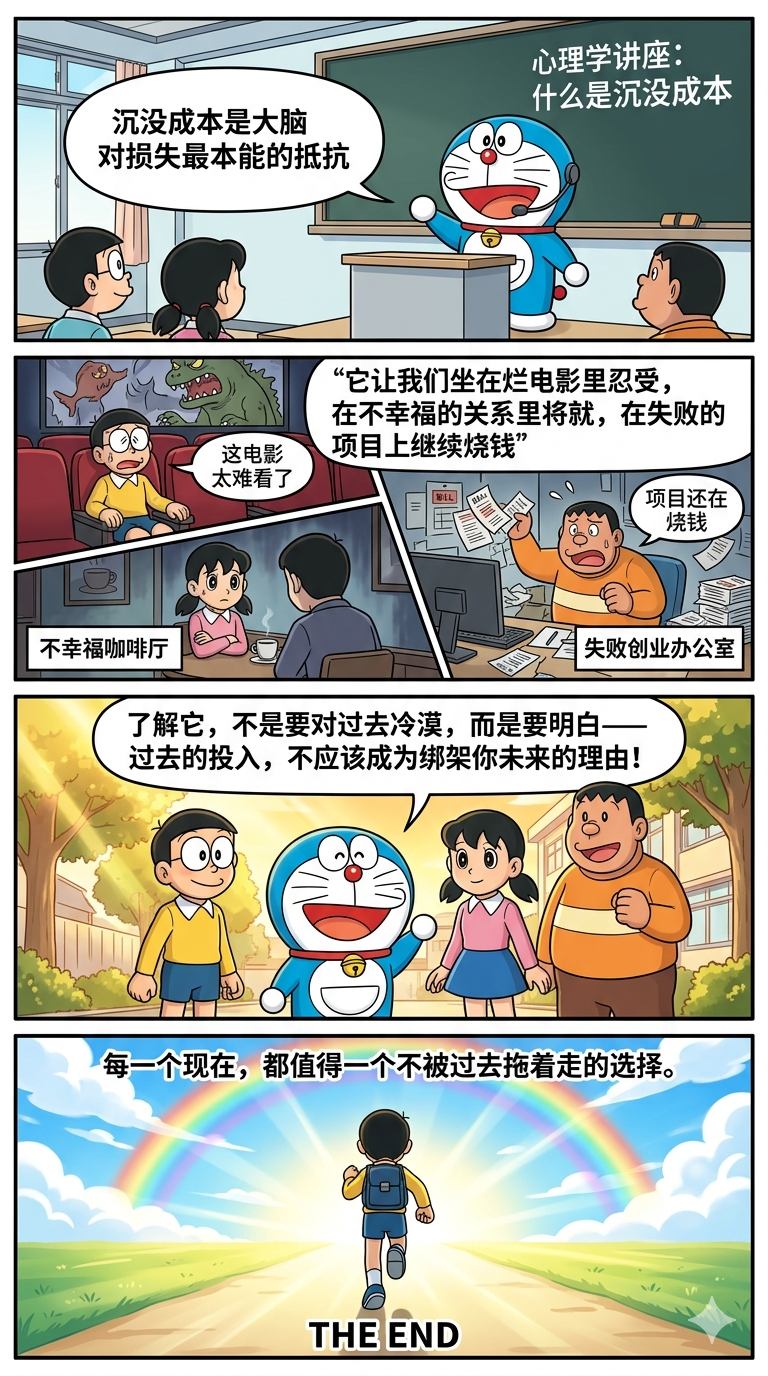 心理学讲座：
什么是沉没成本
沉没成本是大脑
对损失最本能的抵抗
“它让我们坐在烂电影里忍受，
在不幸福的关系里将就，在失败的
项目上继续烧钱”
这电影
太难看了
项目还在
烧钱
不幸福咖啡厅
失败创业办公室
了解它，不是要对过去冷漠，而是要明白——
过去的投入，不应该成为绑架你未来的理由！
每一个现在，都值得一个不被过去拖着走的选择。
THE END